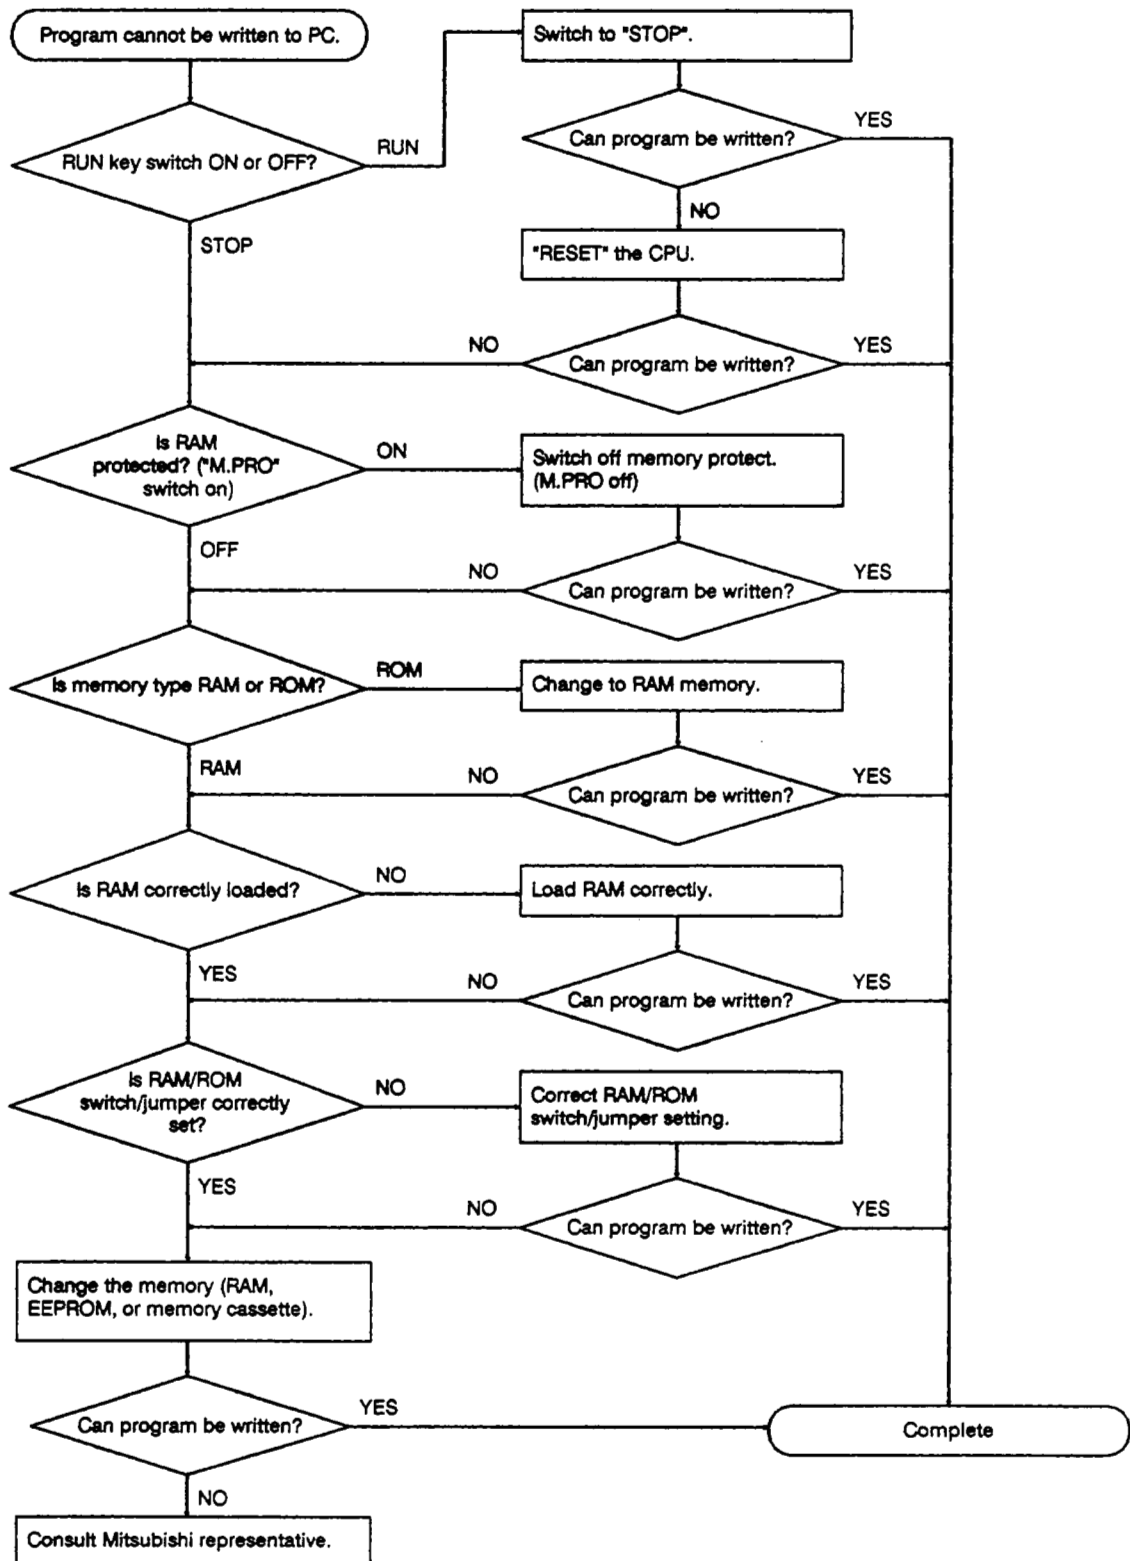 Program cannot be written to PC.
Switch to "STOP".
RUN key switch ON or OFF?
RUN
Can program be written?
YES
NO
STOP
"RESET" the CPU.
NO
Can program be written?
YES
Is RAM
protected? ("M.PRO"
switch on)
ON
Switch off memory protect.
(M.PRO off)
OFF
NO
Can program be written?
YES
Is memory type RAM or ROM?
ROM
Change to RAM memory.
RAM
NO
Can program be written?
YES
Is RAM correctly loaded?
NO
Load RAM correctly.
YES
NO
Can program be written?
YES
Is RAM/ROM
switch/jumper correctly
set?
NO
Correct RAM/ROM
switch/jumper setting.
YES
NO
Can program be written?
YES
Change the memory (RAM,
EEPROM, or memory cassette).
Can program be written?
YES
Complete
NO
Consult Mitsubishi representative.